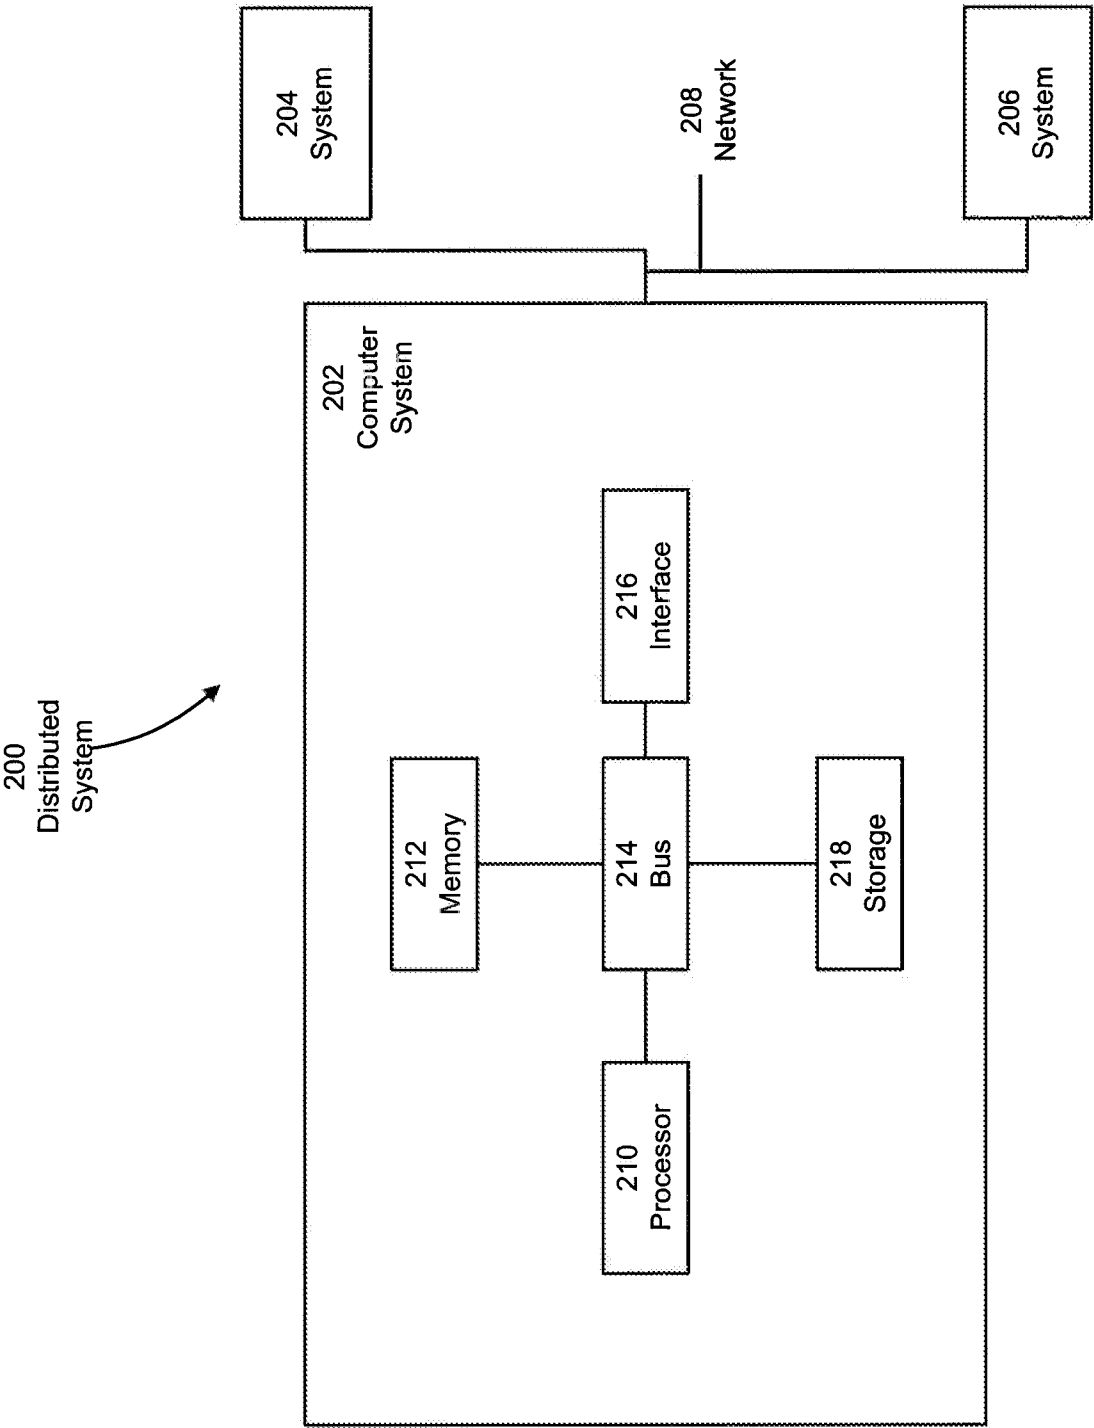 200
Distributed
System
204
System
202
Computer
System
212
Memory
208
Network
210
Processor
214
Bus
216
Interface
218
Storage
206
System